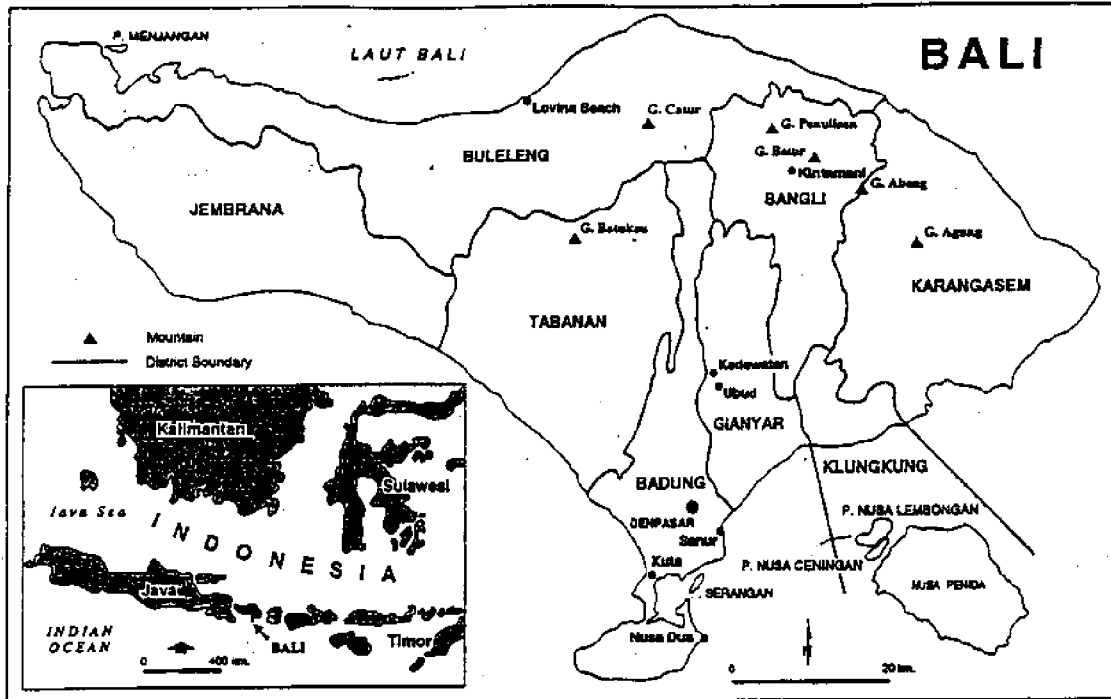 BALI
P. MENJANGAN
LAUT BALI
Lovina Beach
G. Catur
G. Penulisan
G. Batur
Kintamani
G. Abang
BULELENG
BANGLI
JEMBRANA
G. Batukau
G. Agung
KARANGASEM
TABANAN
Mountain
District Boundary
Kedewatan
Ubud
GIANYAR
KLUNGKUNG
BADUNG
DENPASAR
Sanur
P. NUSA LEMBONGAN
P. NUSA CENINGAN
NUSA PENIDA
Kuta
SERANGAN
Nusa Dua
N
0 20 km.
Kalimantan
Sulawesi
Java Sea
INDONESIA
Java
INDIAN
OCEAN
BALI
Timor
0 400 km.